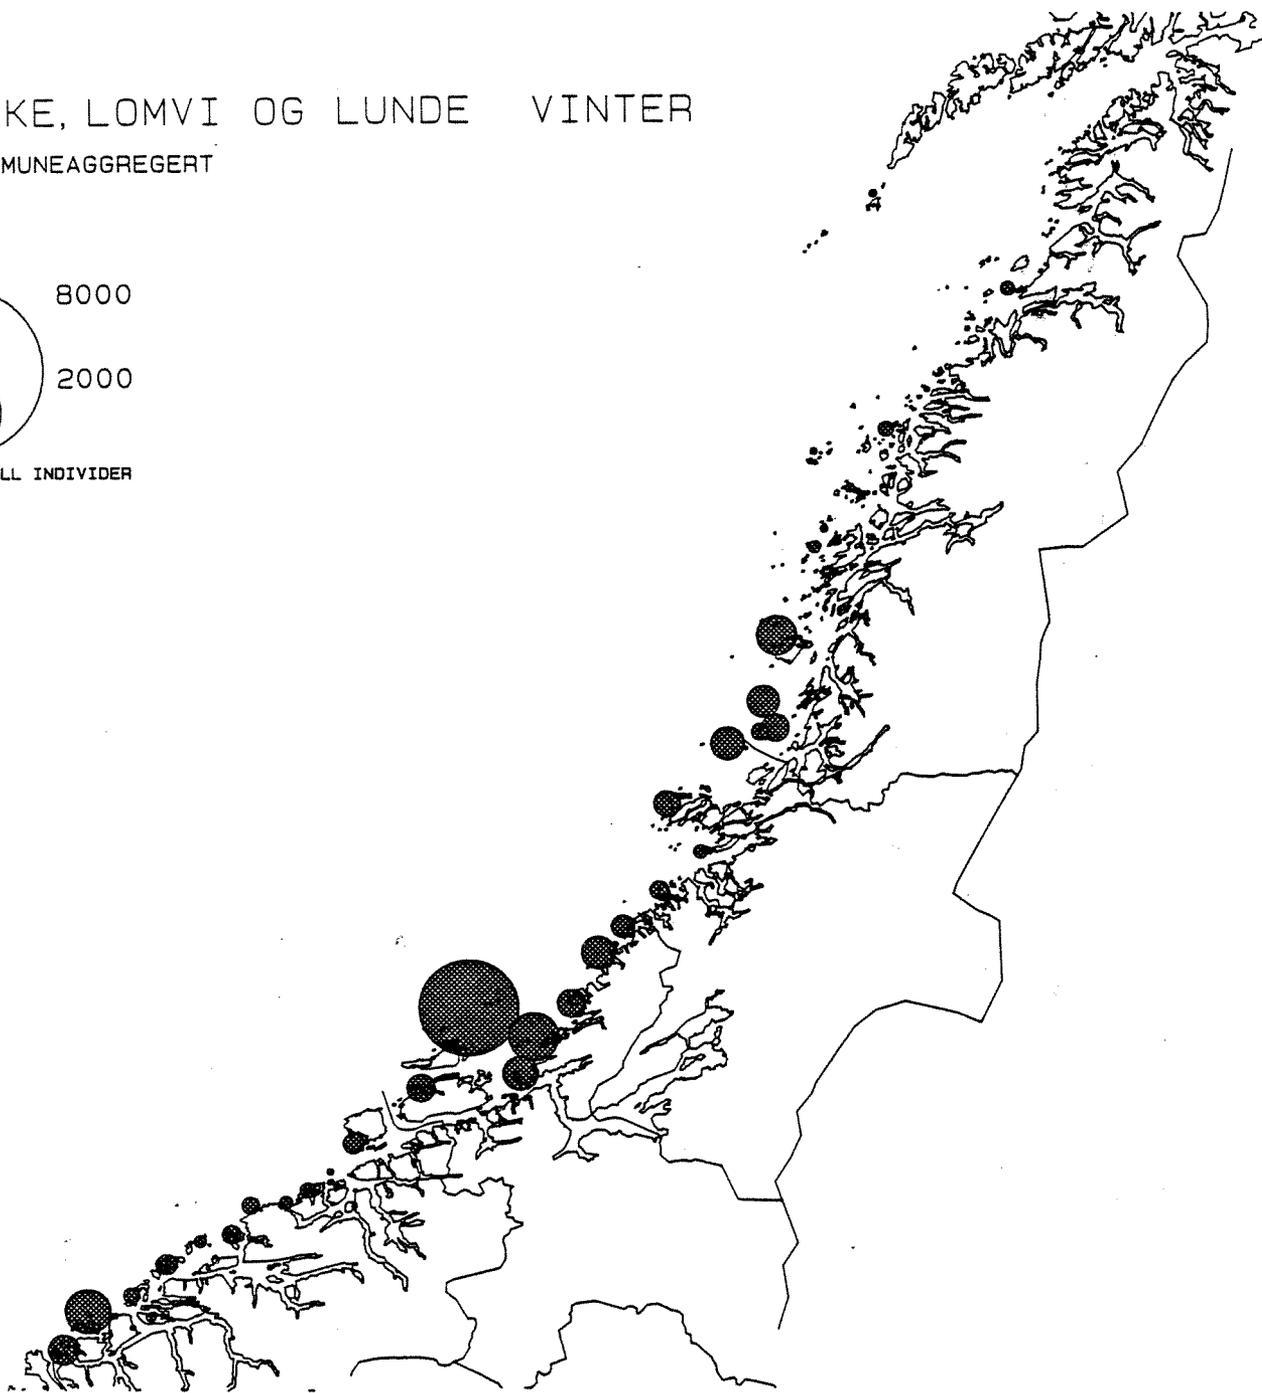 KE, LOMVI OG LUNDE VINTER
MUNEAGGREGERT
8000
2000
LL INDIVIDER